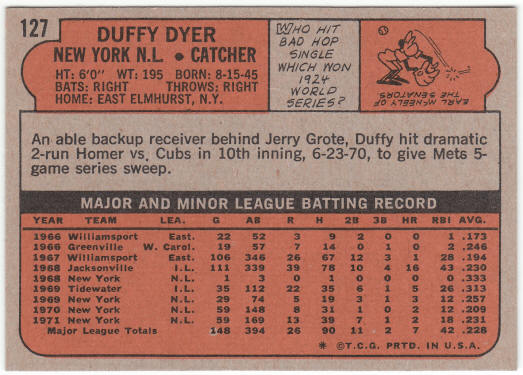 127
DUFFY DYER
NEW YORK N.L. • CATCHER
HT: 6'0" WT: 195 BORN: 8-15-45
BATS: RIGHT THROWS: RIGHT
HOME: EAST ELMHURST, N.Y.
WHO HIT
BAD HOP
SINGLE
WHICH WON
1924
WORLD
SERIES?
EARL McNEELY OF
THE SENATORS
An able backup receiver behind Jerry Grote, Duffy hit dramatic
2-run Homer vs. Cubs in 10th inning, 6-23-70, to give Mets 5-
game series sweep.
MAJOR AND MINOR LEAGUE BATTING RECORD
YEAR TEAM LEA. G AB R H 2B 3B HR RBI AVG.
1966 Williamsport East. 22 52 3 9 2 0 0 1 .173
1966 Greenville W. Carol. 19 57 7 14 0 0 0 2 .246
1967 Williamsport East. 106 346 26 67 12 3 1 28 .194
1968 Jacksonville I.L. 111 339 39 78 10 4 16 43 .230
1968 New York N.L. 1 3 0 1 0 0 0 0 .333
1969 Tidewater I.L. 35 112 22 35 3 0 6 16 .313
1969 New York N.L. 29 74 5 19 3 1 3 12 .257
1970 New York N.L. 59 148 8 31 1 0 2 12 .209
1971 New York N.L. 59 169 13 39 7 1 2 18 .231
Major League Totals 148 394 26 90 11 2 7 42 .228
* ©T.C.G. PRTD. IN U.S.A.